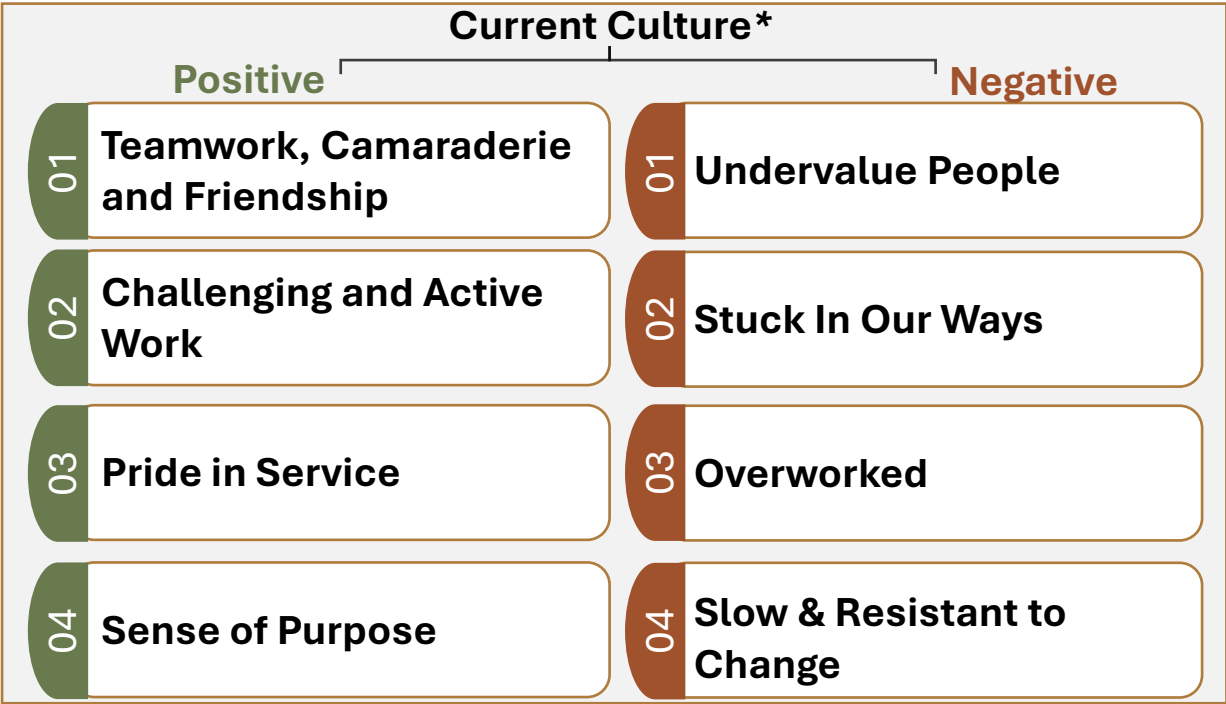 Current Culture*
Positive
Negative
01
Teamwork, Camaraderie
and Friendship
02
Challenging and Active
Work
03
Pride in Service
04
Sense of Purpose
01
Undervalue People
02
Stuck In Our Ways
03
Overworked
04
Slow & Resistant to
Change